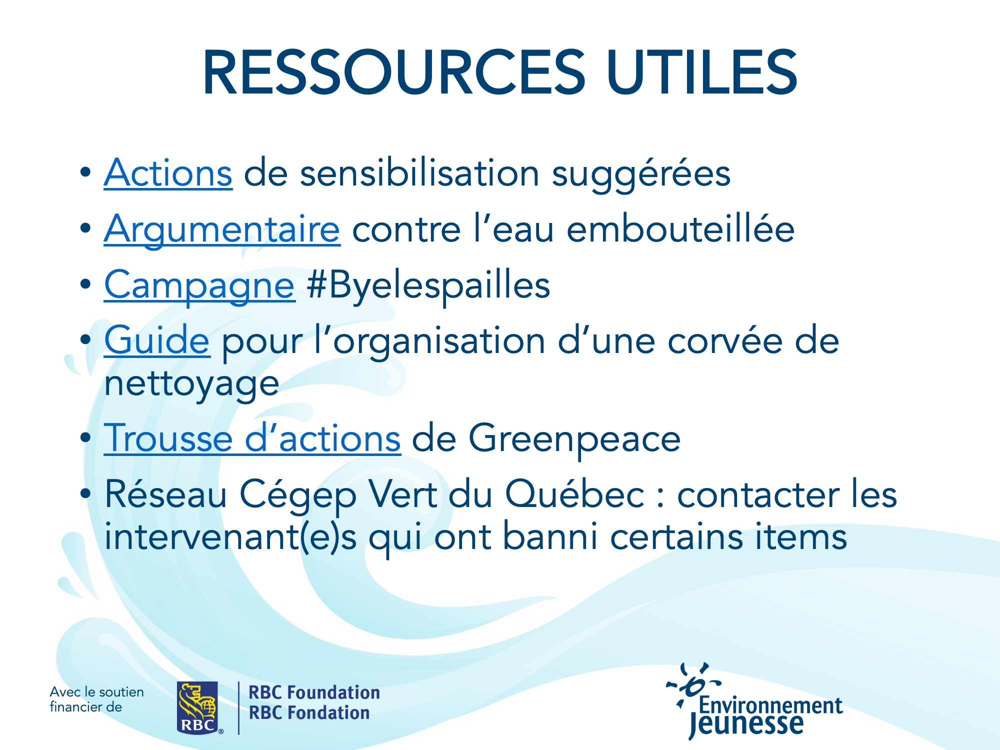 RESSOURCES UTILES
• Actions de sensibilisation suggérées
• Argumentaire contre l’eau embouteillée
• Campagne #Byelespailles
• Guide pour l’organisation d’une corvée de
nettoyage
• Trousse d’actions de Greenpeace
• Réseau Cégep Vert du Québec : contacter les
intervenant(e)s qui ont banni certains items
Avec le soutien
financier de
RBC®
RBC Foundation
RBC Fondation
Environnement
Jeunesse